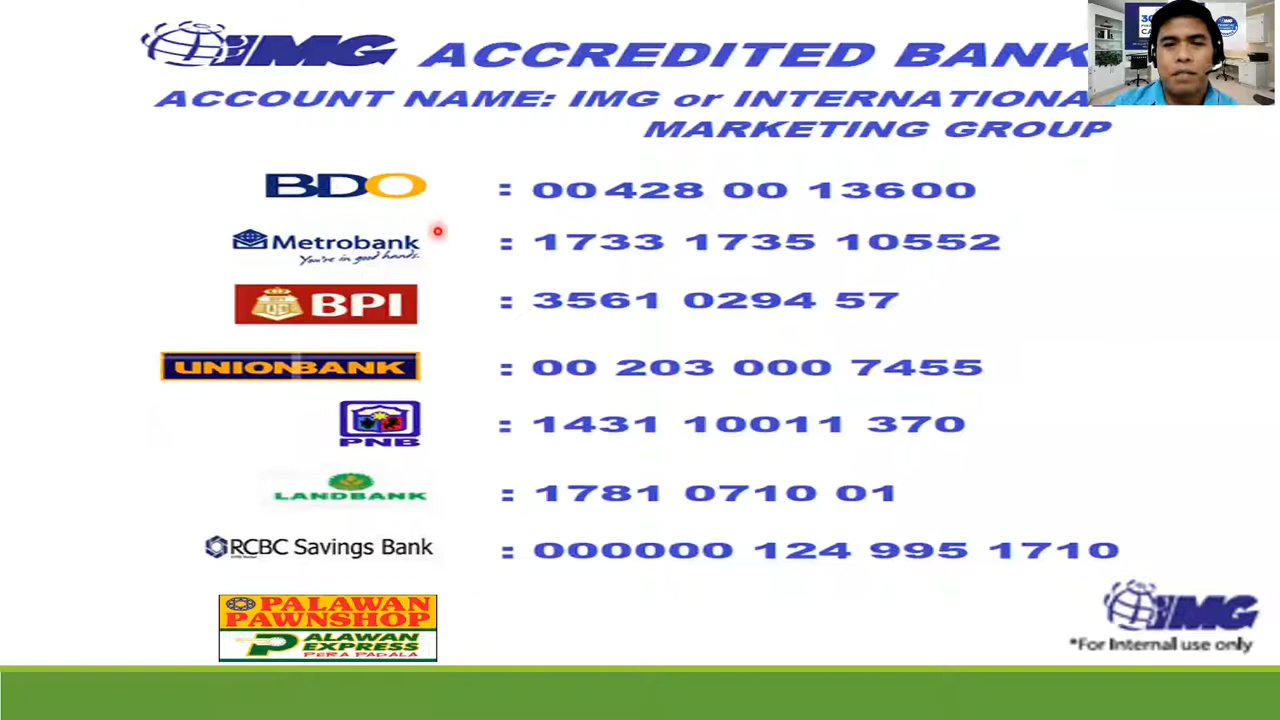 IMG ACCREDITED BANK
ACCOUNT NAME: IMG or INTERNATIONA
MARKETING GROUP
BDO : 00428 00 13600
Metrobank : 1733 1735 10552
You're in good hands.
BPI : 3561 0294 57
UNIONBANK : 00 203 000 7455
PNB : 1431 10011 370
LANDBANK : 1781 0710 01
RCBC Savings Bank : 000000 124 995 1710
PALAWAN
PAWNSHOP
PALAWAN
EXPRESS
PERA PADALA
IMG
*For Internal use only